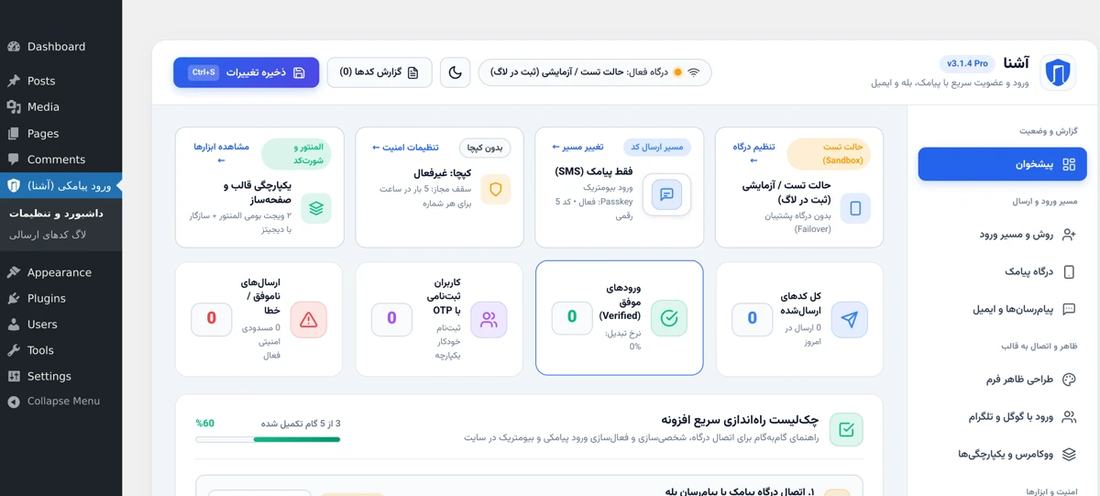 Dashboard
Posts
Media
Pages
Comments
ورود پیامکی (آشنا)
داشبورد و تنظیمات
لاگ کدهای ارسالی
Appearance
Plugins
Users
Tools
Settings
Collapse Menu
آشنا
v3.1.4 Pro
ورود و عضویت سریع با پیامک، بله و ایمیل
درگاه فعال: حالت تست / آزمایشی (ثبت در لاگ)
گزارش کدها (0)
ذخیره تغییرات
Ctrl+S
گزارش و وضعیت
پیشخوان
مسیر ورود و ارسال
روش و مسیر ورود
درگاه پیامک
پیام‌رسان‌ها و ایمیل
ظاهر و اتصال به قالب
طراحی ظاهر فرم
ورود با گوگل و تلگرام
ووکامرس و یکپارچگی‌ها
امنیت و ابزارها
حالت تست
(Sandbox)
تنظیم درگاه
←
حالت تست / آزمایشی
(ثبت در لاگ)
بدون درگاه پشتیبان
(Failover)
مسیر ارسال کد
تغییر مسیر ←
فقط پیامک (SMS)
ورود بیومتریک
Passkey: فعال • کد 5
رقمی
بدون کپچا
تنظیمات امنیت ←
کپچا: غیرفعال
سقف مجاز: 5 بار در ساعت
برای هر شماره
المنتور و
شورت‌کد
مشاهده ابزارها
←
یکپارچگی قالب و
صفحه‌ساز
۲ ویجت بومی المنتور + سازگار
با دیجیتز
کل کدهای
ارسال‌شده
0 ارسال در
امروز
0
ورودهای
موفق
(Verified)
نرخ تبدیل:
0%
0
کاربران
ثبت‌نامی
با OTP
ثبت‌نام
خودکار
یکپارچه
0
ارسال‌های
ناموفق /
خطا
0 مسدودی
امنیتی
فعال
0
چک‌لیست راه‌اندازی سریع افزونه
راهنمای گام‌به‌گام برای اتصال درگاه، شخصی‌سازی و فعال‌سازی ورود پیامکی و بیومتریک در سایت
3 از 5 گام تکمیل شده
%60
۱. اتصال درگاه پیامک یا پیام‌رسان بله